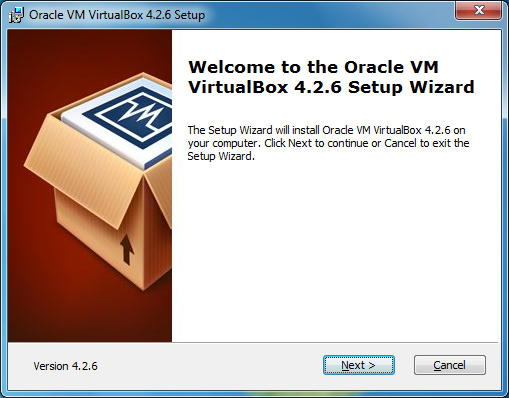 Oracle VM VirtualBox 4.2.6 Setup
Welcome to the Oracle VM
VirtualBox 4.2.6 Setup Wizard
The Setup Wizard will install Oracle VM VirtualBox 4.2.6 on
your computer. Click Next to continue or Cancel to exit the
Setup Wizard.
Version 4.2.6
Next >
Cancel